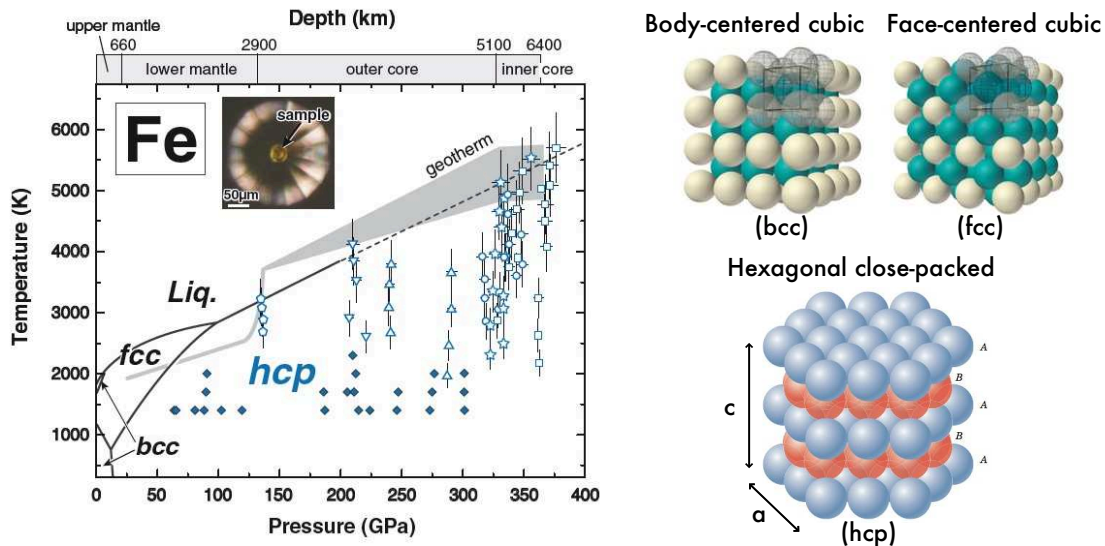 Depth (km)
upper mantle
660
2900
5100
6400
lower mantle
outer core
inner core
Fe
sample
50μm
geotherm
Liq.
fcc
hcp
bcc
Temperature (K)
6000
5000
4000
3000
2000
1000
0
50
100
150
200
250
300
350
400
Pressure (GPa)
Body-centered cubic
Face-centered cubic
(bcc)
(fcc)
Hexagonal close-packed
A
B
A
B
A
c
a
(hcp)